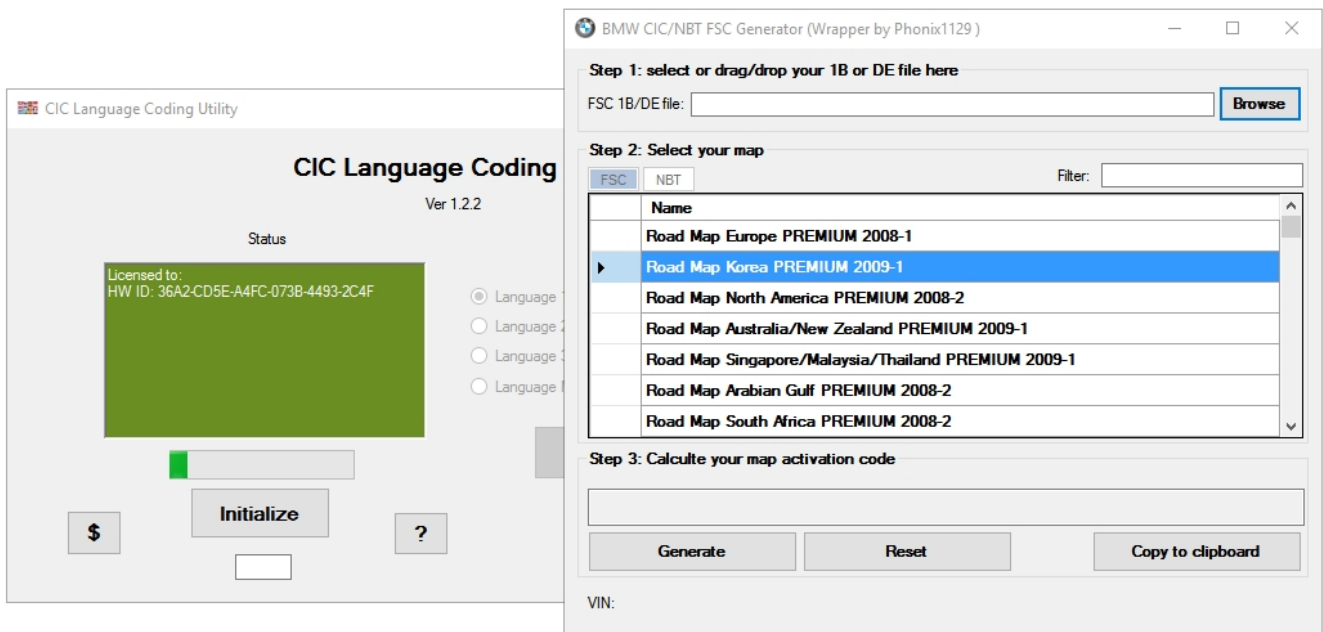 CIC Language Coding Utility
CIC Language Coding
Ver 1.2.2
Status
Licensed to:
HW ID: 36A2-CD5E-A4FC-073B-4493-2C4F
Language
Language
Language
Language
Initialize
$
?
BMW CIC/NBT FSC Generator (Wrapper by Phonix1129 )
Step 1: select or drag/drop your 1B or DE file here
FSC 1B/DE file:
Browse
Step 2: Select your map
FSC NBT Filter:
Name
Road Map Europe PREMIUM 2008-1
Road Map Korea PREMIUM 2009-1
Road Map North America PREMIUM 2008-2
Road Map Australia/New Zealand PREMIUM 2009-1
Road Map Singapore/Malaysia/Thailand PREMIUM 2009-1
Road Map Arabian Gulf PREMIUM 2008-2
Road Map South Africa PREMIUM 2008-2
Step 3: Calculte your map activation code
Generate Reset Copy to clipboard
VIN: